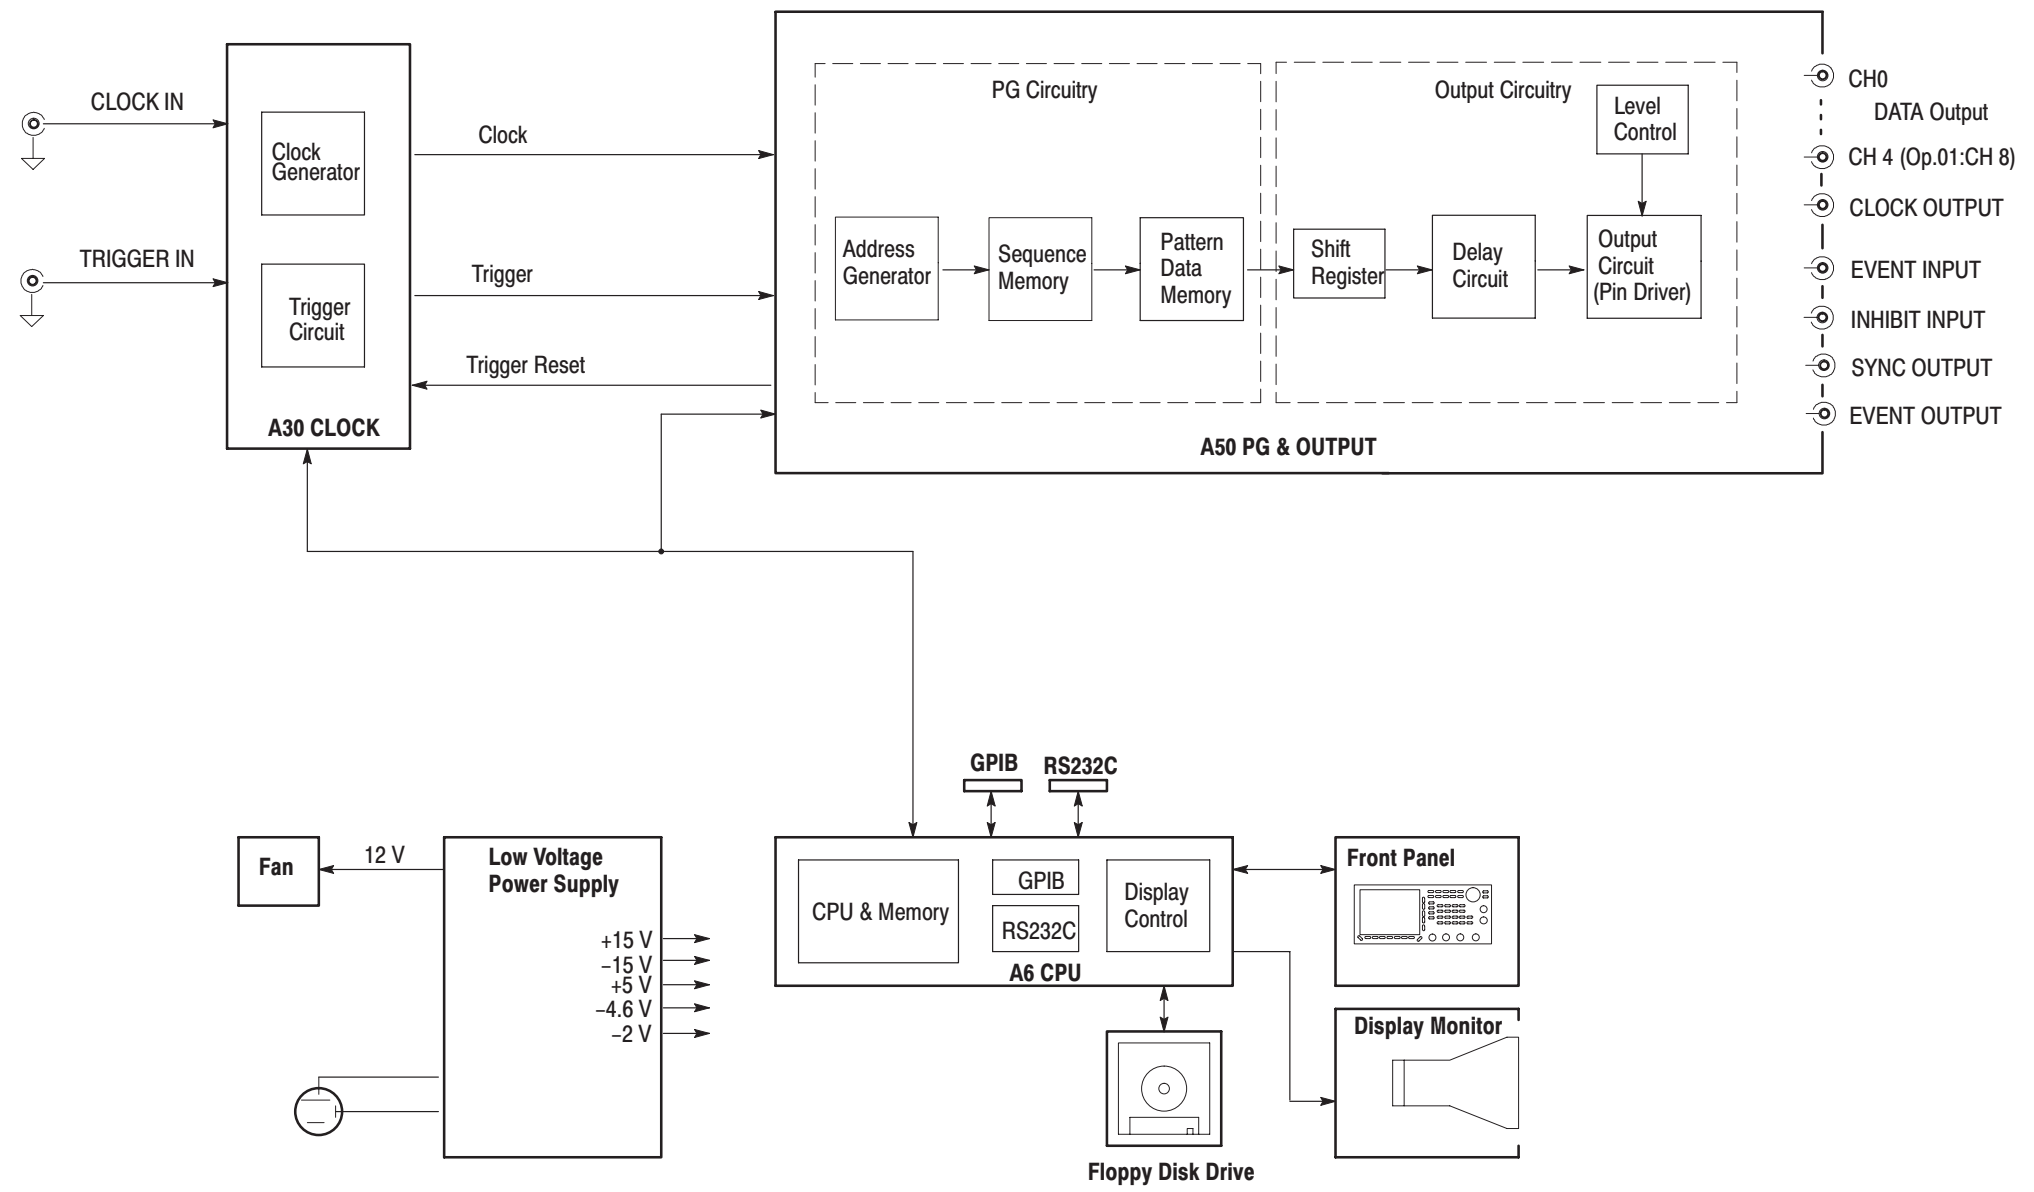 CLOCK IN
TRIGGER IN
Clock
Generator
Trigger
Circuit
A30 CLOCK
Clock
Trigger
Trigger Reset
PG Circuitry
Address
Generator
Sequence
Memory
Pattern
Data
Memory
Output Circuitry
Level
Control
Shift
Register
Delay
Circuit
Output
Circuit
(Pin Driver)
A50 PG & OUTPUT
CH0
DATA Output
CH 4 (Op.01:CH 8)
CLOCK OUTPUT
EVENT INPUT
INHIBIT INPUT
SYNC OUTPUT
EVENT OUTPUT
GPIB
RS232C
Fan
12 V
Low Voltage
Power Supply
+15 V
−15 V
+5 V
−4.6 V
−2 V
CPU & Memory
GPIB
RS232C
Display
Control
A6 CPU
Front Panel
Display Monitor
Floppy Disk Drive